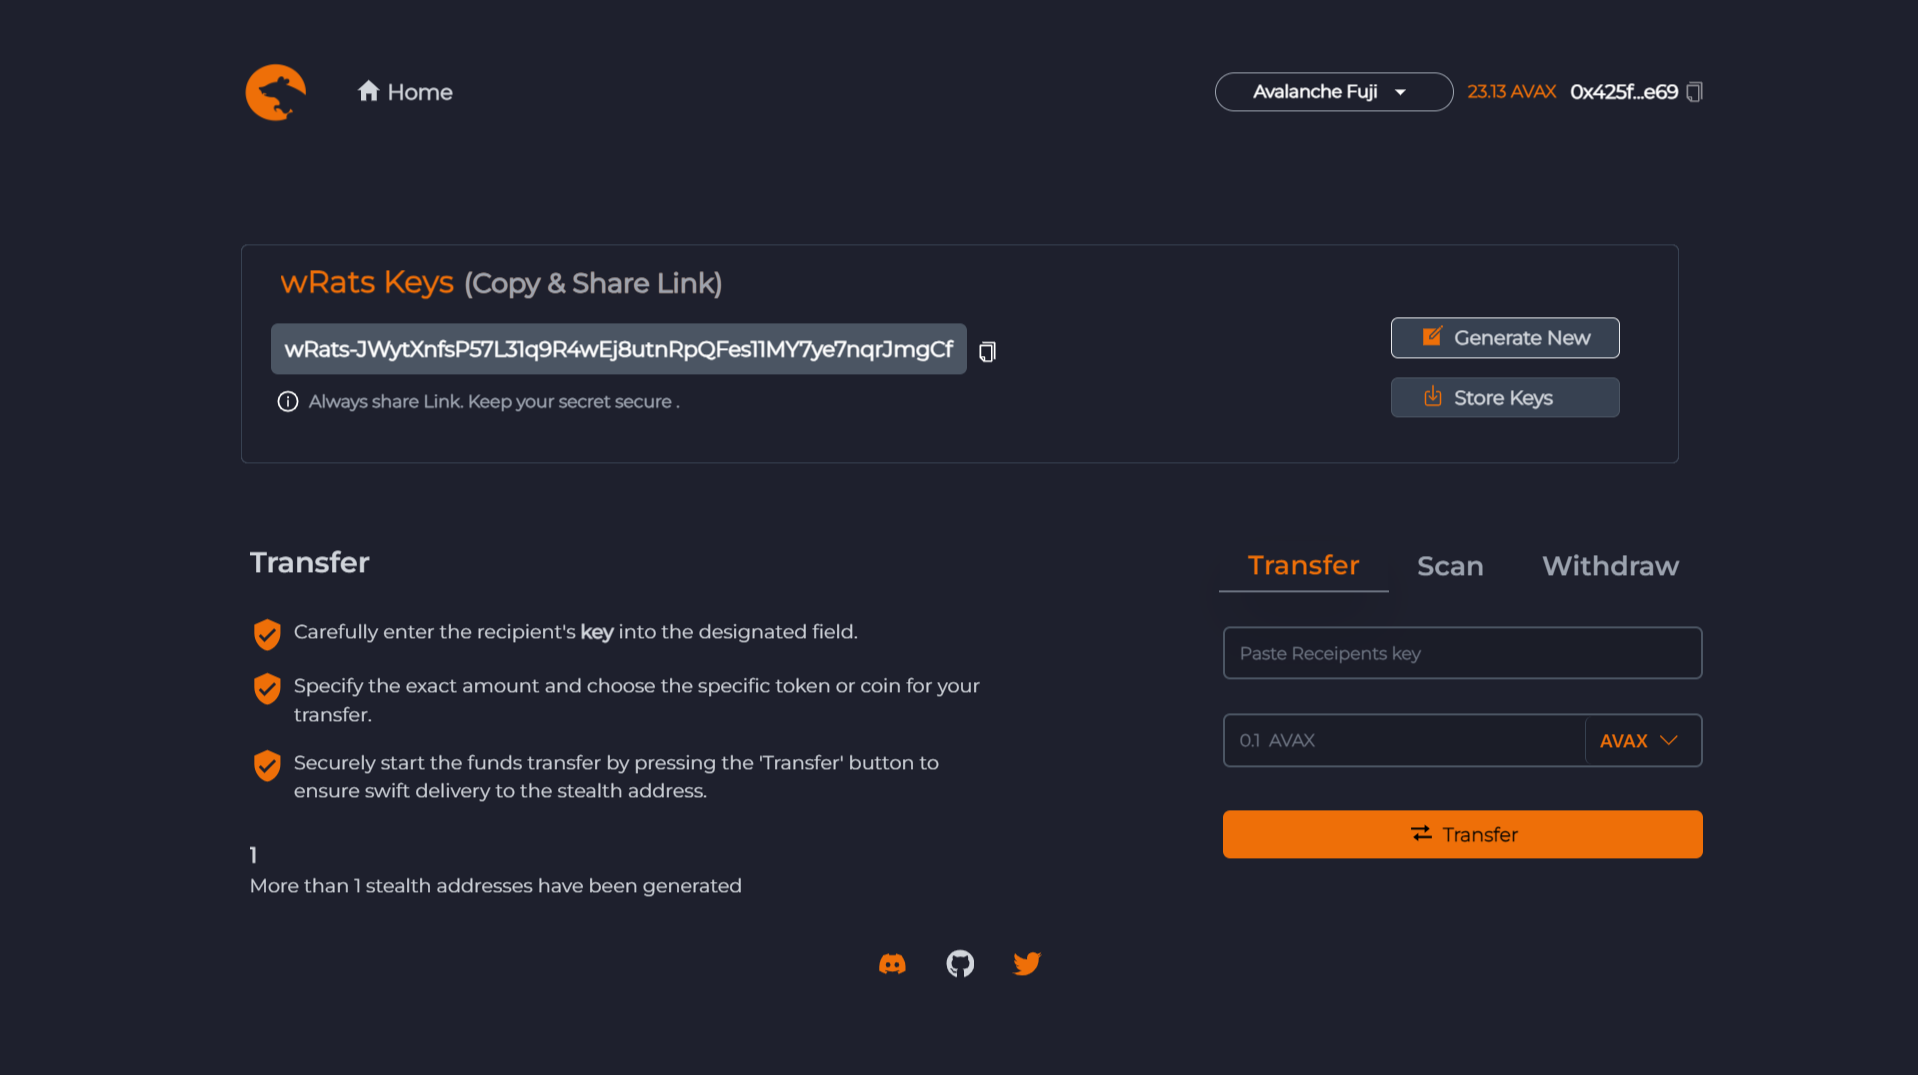 Home
Avalanche Fuji
23.13 AVAX
0x425f...e69
wRats Keys (Copy & Share Link)
wRats-JWytXnfsP57L31q9R4wEj8utnRpQFes11MY7ye7nqrJmgCf
Always share Link. Keep your secret secure .
Generate New
Store Keys
Transfer
Carefully enter the recipient's key into the designated field.
Specify the exact amount and choose the specific token or coin for your
transfer.
Securely start the funds transfer by pressing the 'Transfer' button to
ensure swift delivery to the stealth address.
1
More than 1 stealth addresses have been generated
Transfer
Scan
Withdraw
Paste Receipents key
0.1 AVAX
AVAX
Transfer